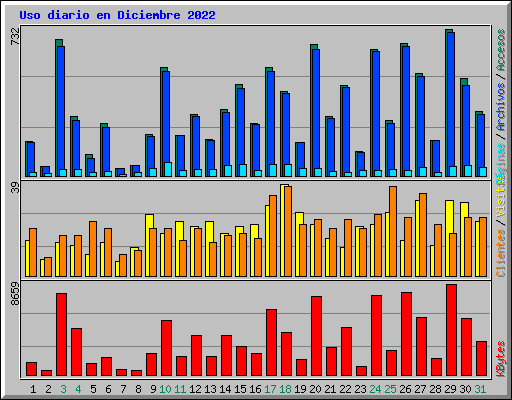 Uso diario en Diciembre 2022
732
39
8659
Accesos / Archivos / Páginas
Clientes / visitas
KBytes
1 2 3 4 5 6 7 8 9 10 11 12 13 14 15 16 17 18 19 20 21 22 23 24 25 26 27 28 29 30 31